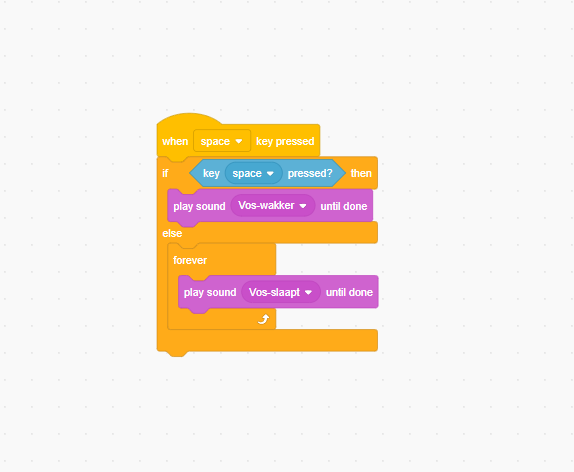 when space key pressed
if key space pressed? then
play sound Vos-wakker until done
else
forever
play sound Vos-slaapt until done